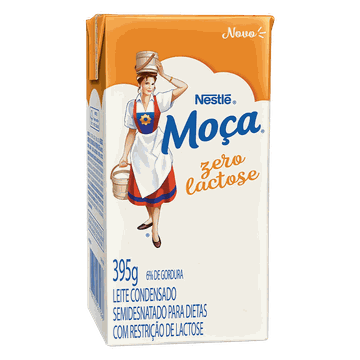 Novo
Nestlé®
Moça®
zero
lactose
395g 6% DE GORDURA
LEITE CONDENSADO
SEMIDESNATADO PARA DIETAS
COM RESTRIÇÃO DE LACTOSE